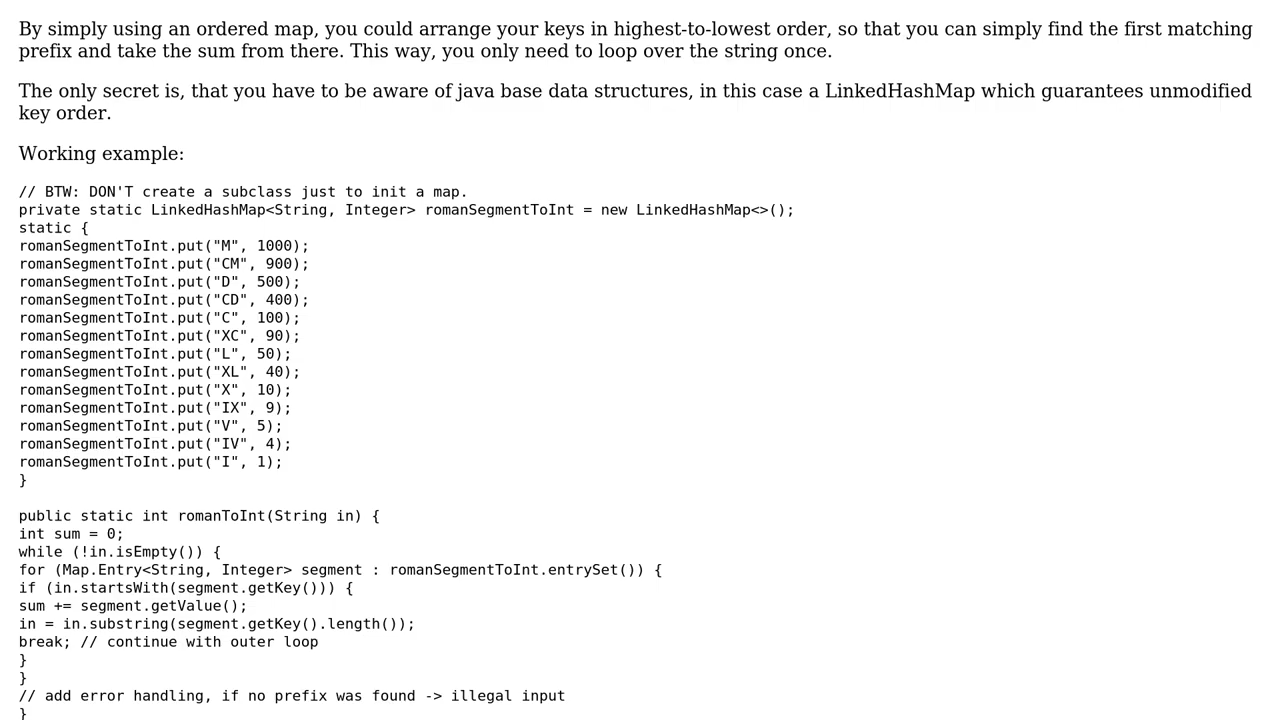 By simply using an ordered map, you could arrange your keys in highest-to-lowest order, so that you can simply find the first matching
prefix and take the sum from there. This way, you only need to loop over the string once.
The only secret is, that you have to be aware of java base data structures, in this case a LinkedHashMap which guarantees unmodified
key order.
Working example:
// BTW: DON'T create a subclass just to init a map.
private static LinkedHashMap<String, Integer> romanSegmentToInt = new LinkedHashMap<>();
static {
romanSegmentToInt.put("M", 1000);
romanSegmentToInt.put("CM", 900);
romanSegmentToInt.put("D", 500);
romanSegmentToInt.put("CD", 400);
romanSegmentToInt.put("C", 100);
romanSegmentToInt.put("XC", 90);
romanSegmentToInt.put("L", 50);
romanSegmentToInt.put("XL", 40);
romanSegmentToInt.put("X", 10);
romanSegmentToInt.put("IX", 9);
romanSegmentToInt.put("V", 5);
romanSegmentToInt.put("IV", 4);
romanSegmentToInt.put("I", 1);
}
public static int romanToInt(String in) {
int sum = 0;
while (!in.isEmpty()) {
for (Map.Entry<String, Integer> segment : romanSegmentToInt.entrySet()) {
if (in.startsWith(segment.getKey())) {
sum += segment.getValue();
in = in.substring(segment.getKey().length());
break; // continue with outer loop
}
}
// add error handling, if no prefix was found -> illegal input
}